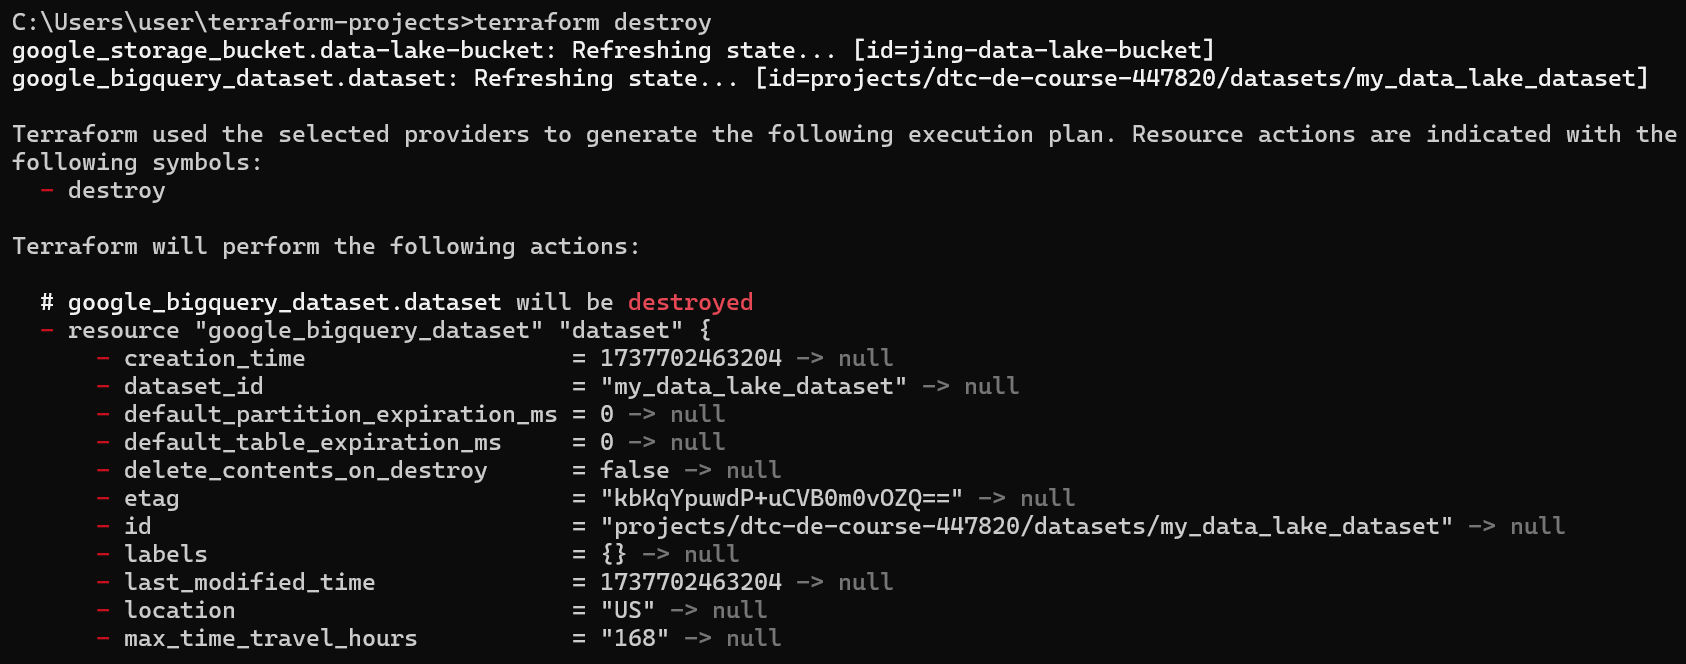 C:\Users\user\terraform-projects>terraform destroy
google_storage_bucket.data-lake-bucket: Refreshing state... [id=jing-data-lake-bucket]
google_bigquery_dataset.dataset: Refreshing state... [id=projects/dtc-de-course-447820/datasets/my_data_lake_dataset]

Terraform used the selected providers to generate the following execution plan. Resource actions are indicated with the
following symbols:
  - destroy

Terraform will perform the following actions:

  # google_bigquery_dataset.dataset will be destroyed
  - resource "google_bigquery_dataset" "dataset" {
      - creation_time                   = 1737702463204 -> null
      - dataset_id                      = "my_data_lake_dataset" -> null
      - default_partition_expiration_ms = 0 -> null
      - default_table_expiration_ms     = 0 -> null
      - delete_contents_on_destroy      = false -> null
      - etag                            = "kbKqYpuwdP+uCVB0m0vOZQ==" -> null
      - id                              = "projects/dtc-de-course-447820/datasets/my_data_lake_dataset" -> null
      - labels                          = {} -> null
      - last_modified_time              = 1737702463204 -> null
      - location                        = "US" -> null
      - max_time_travel_hours           = "168" -> null